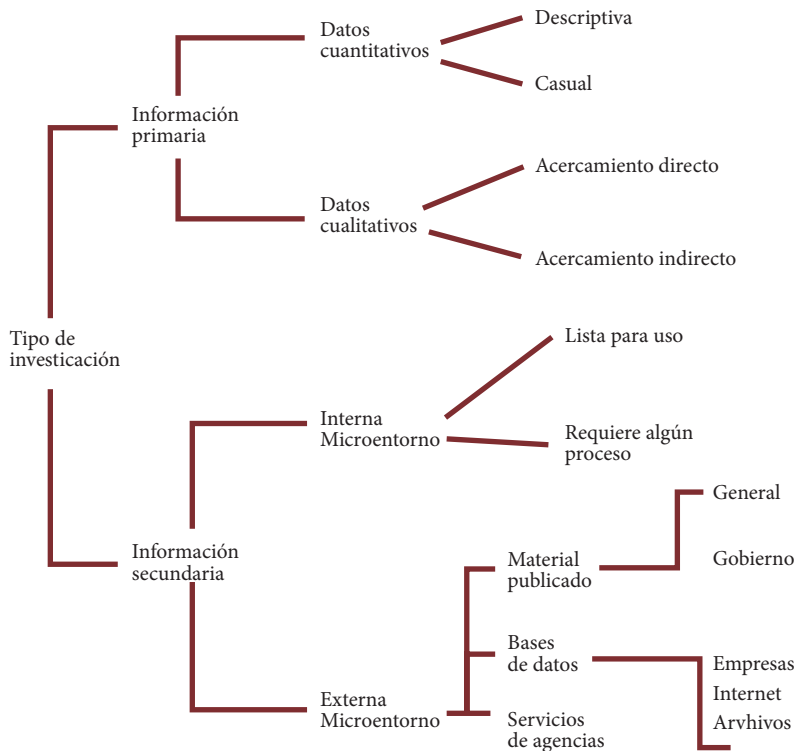 Datos
cuantitativos
Descriptiva
Casual
Información
primaria
Datos
cualitativos
Acercamiento directo
Acercamiento indirecto
Tipo de
investicación
Lista para uso
Interna
Microentorno
Requiere algún
proceso
General
Información
secundaria
Material
publicado
Gobierno
Bases
de datos
Empresas
Internet
Arvhivos
Externa
Microentorno
Servicios
de agencias